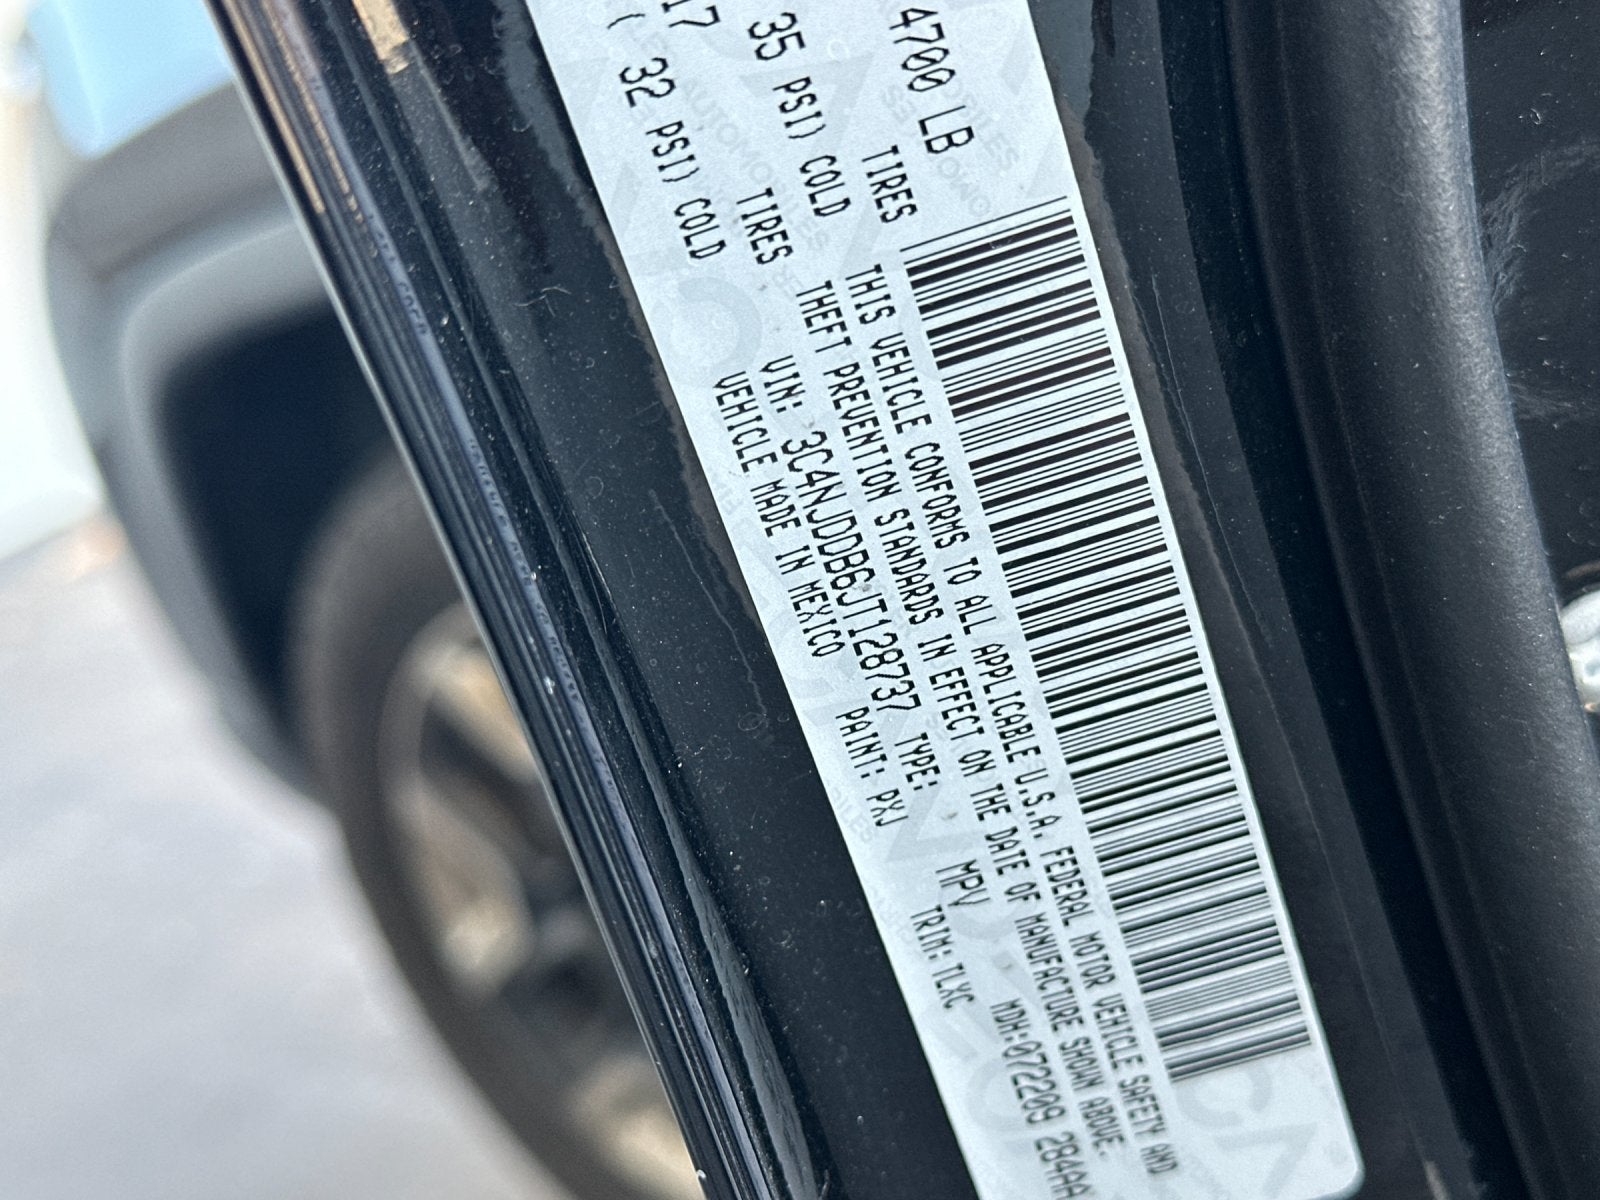 4700 LB
35 PSI) COLD TIRES
17
( 32 PSI) COLD TIRES
THIS VEHICLE CONFORMS TO ALL APPLICABLE U.S.A. FEDERAL MOTOR VEHICLE SAFETY AND
THEFT PREVENTION STANDARDS IN EFFECT ON THE DATE OF MANUFACTURE SHOWN ABOVE.
VIN: 3C4NJDDB6JT128737 TYPE: MPV MDH:072209 284AA
VEHICLE MADE IN MEXICO PAINT: PXJ TRIM: TLXC